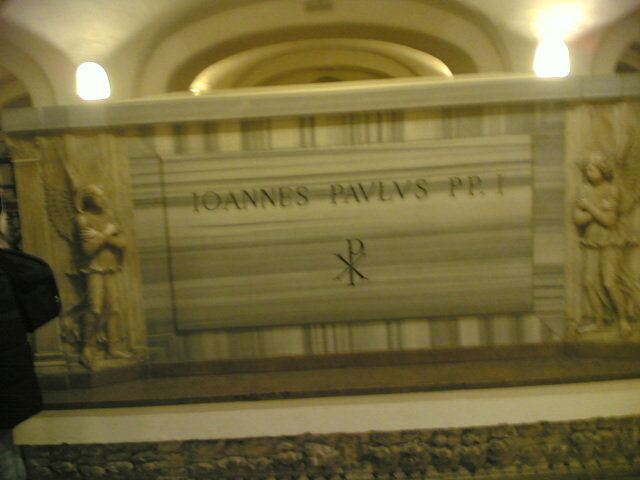 IOANNES PAVLVS PP. I
☧